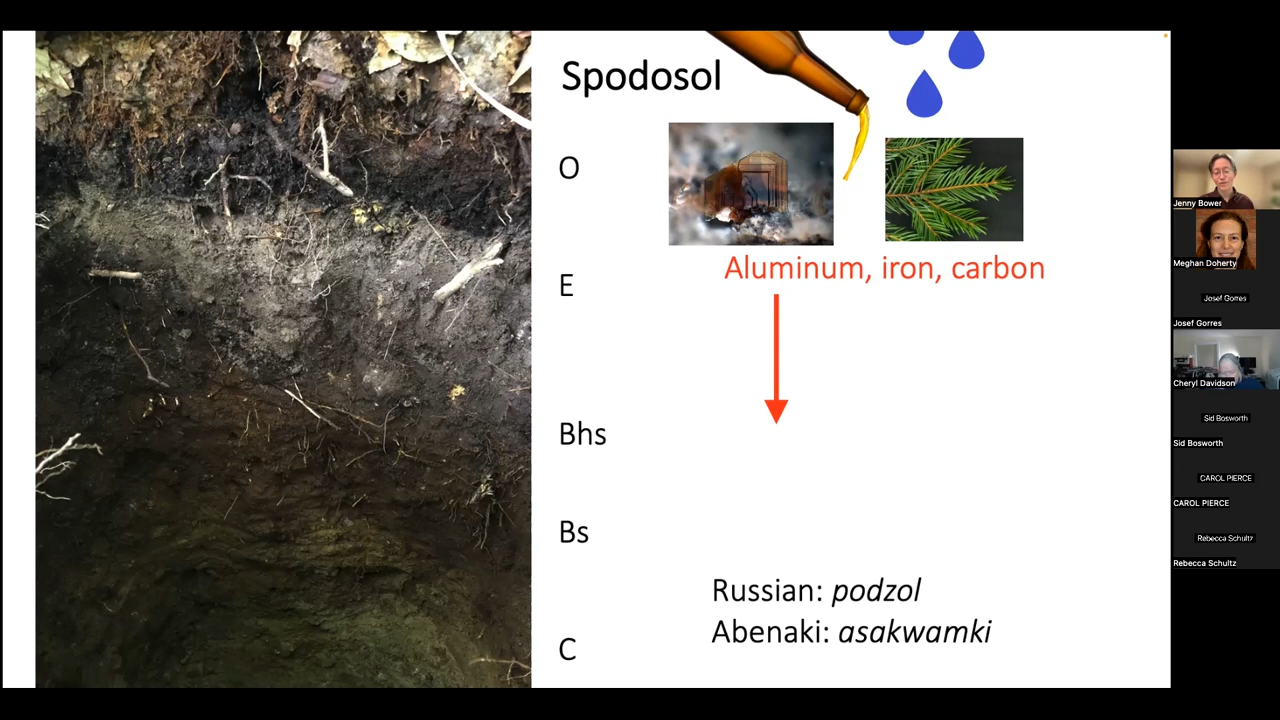 Spodosol
O
E
Bhs
Bs
C
Aluminum, iron, carbon
Russian: podzol
Abenaki: asakwamki
Jenny Bower
Meghan Doherty
Josef Gorres
Josef Gorres
Cheryl Davidson
Sid Bosworth
Sid Bosworth
CAROL PIERCE
CAROL PIERCE
Rebecca Schultz
Rebecca Schultz